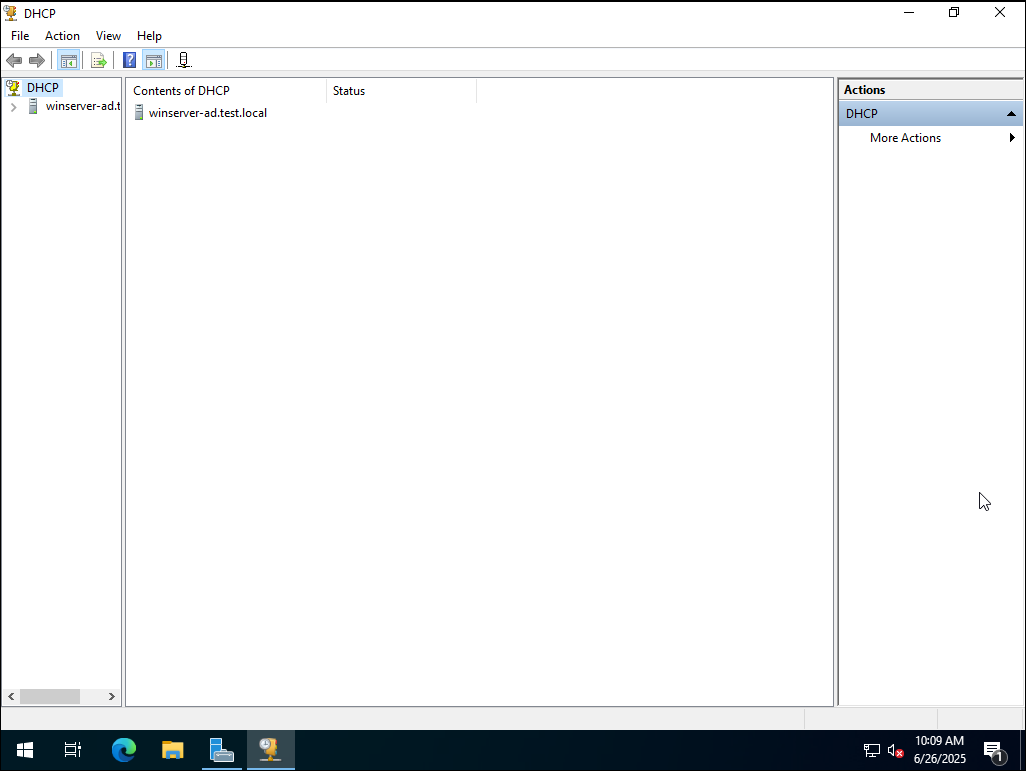 DHCP
File Action View Help
DHCP
winserver-ad.t
Contents of DHCP Status
winserver-ad.test.local
Actions
DHCP
More Actions
10:09 AM
6/26/2025
1